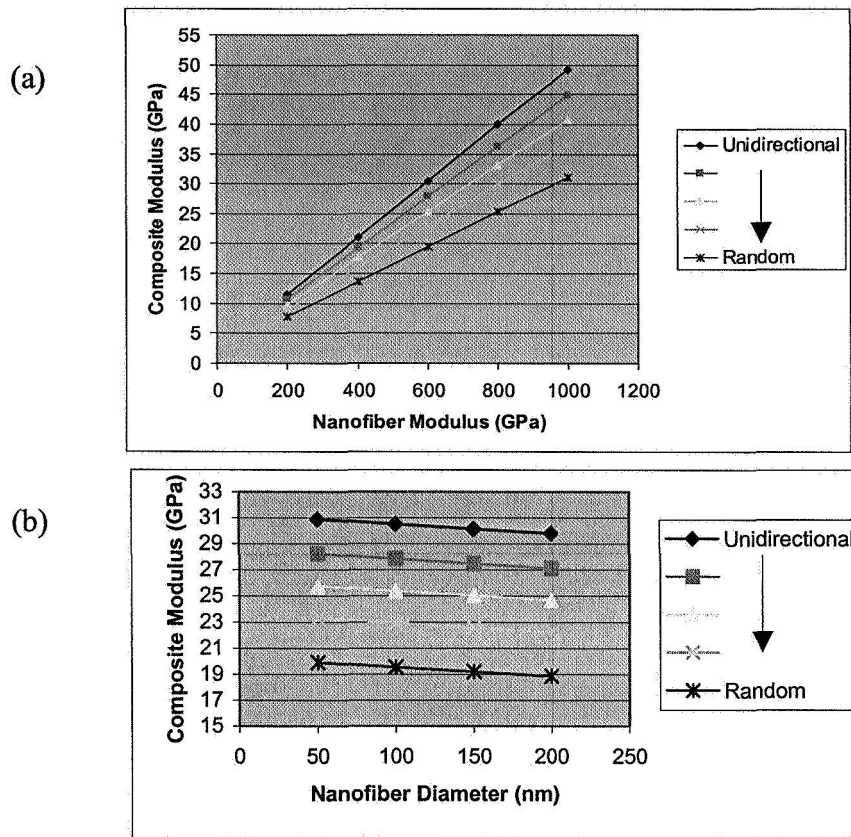 (a)
Composite Modulus (GPa)
55
50
45
40
35
30
25
20
15
10
5
0
0 200 400 600 800 1000 1200
Nanofiber Modulus (GPa)
Unidirectional
Random
(b)
Composite Modulus (GPa)
33
31
29
27
25
23
21
19
17
15
0 50 100 150 200 250
Nanofiber Diameter (nm)
Unidirectional
Random